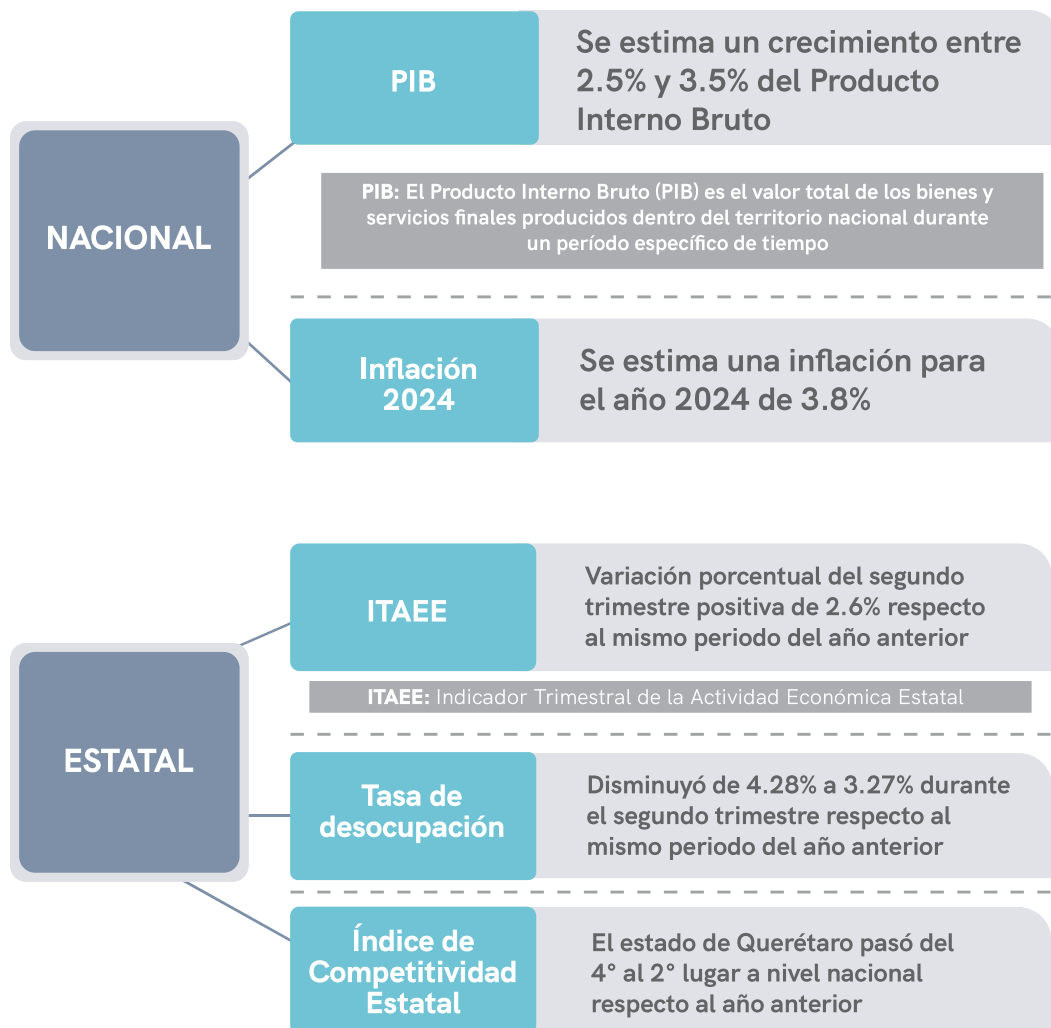 NACIONAL
PIB
Se estima un crecimiento entre
2.5% y 3.5% del Producto
Interno Bruto
PIB: El Producto Interno Bruto (PIB) es el valor total de los bienes y
servicios finales producidos dentro del territorio nacional durante
un período específico de tiempo
Inflación
2024
Se estima una inflación para
el año 2024 de 3.8%
ESTATAL
ITAEE
Variación porcentual del segundo
trimestre positiva de 2.6% respecto
al mismo periodo del año anterior
ITAEE: Indicador Trimestral de la Actividad Económica Estatal
Tasa de
desocupación
Disminuyó de 4.28% a 3.27% durante
el segundo trimestre respecto al
mismo periodo del año anterior
Índice de
Competitividad
Estatal
El estado de Querétaro pasó del
4° al 2° lugar a nivel nacional
respecto al año anterior